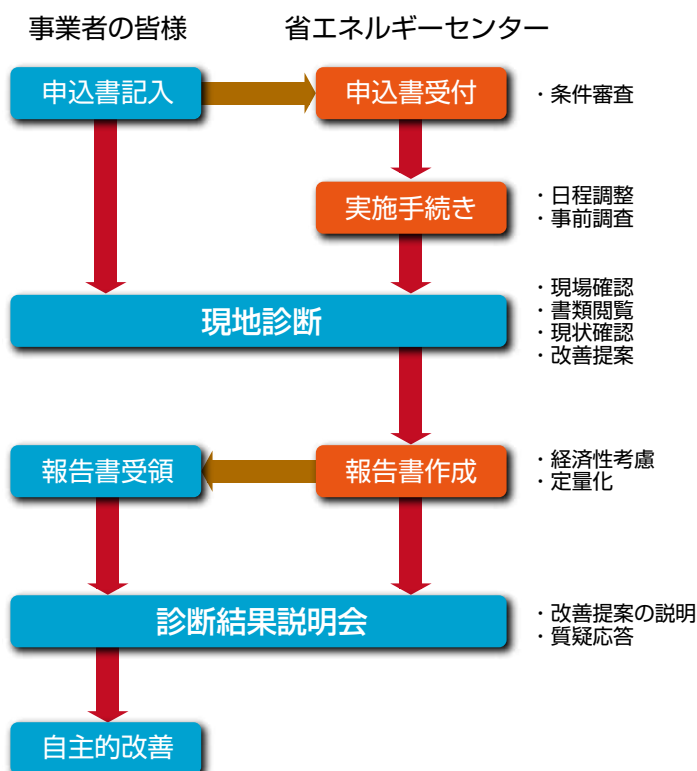 事業者の皆様
省エネルギーセンター
申込書記入
申込書受付
・条件審査
実施手続き
・日程調整
・事前調査
現地診断
・現場確認
・書類閲覧
・現状確認
・改善提案
報告書受領
報告書作成
・経済性考慮
・定量化
診断結果説明会
・改善提案の説明
・質疑応答
自主的改善